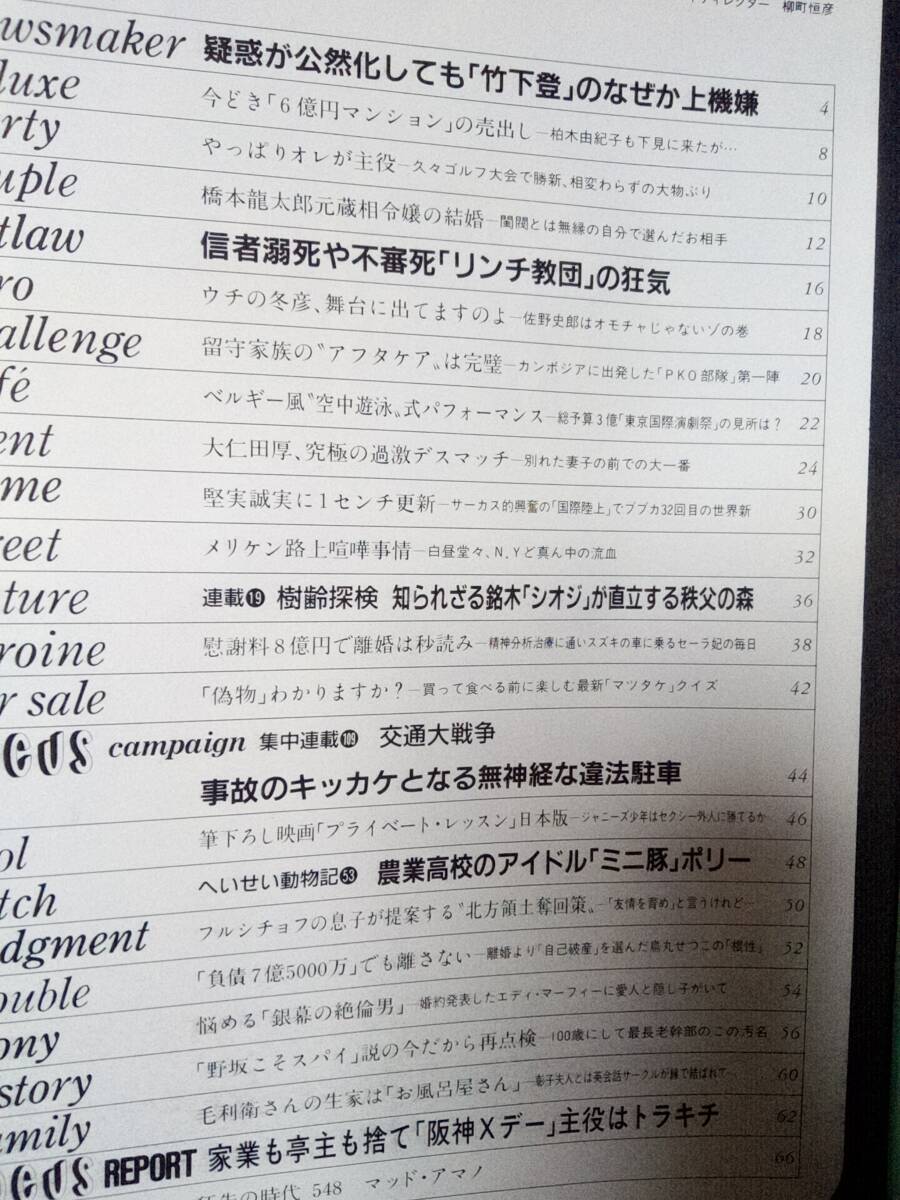 柳町恒彦
疑惑が公然化しても「竹下登」のなぜか上機嫌 4
luxe 今どき「6億円マンション」の売出し—柏木由紀子も下見に来たが… 8
rty やっぱりオレが主役—久々ゴルフ大会で勝新、相変わらずの大物ぶり 10
uple 橋本龍太郎元蔵相令嬢の結婚—閨閥とは無縁の自分で選んだお相手 12
tlaw 信者溺死や不審死「リンチ教団」の狂気 16
ro ウチの冬彦、舞台に出てますのよ—佐野史郎はオモチャじゃないゾの巻 18
allenge 留守家族の〝アフタケア〟は完璧—カンボジアに出発した「PKO部隊」第一陣 20
fé ベルギー風〝空中遊泳〟式パフォーマンス—総予算3億「東京国際演劇祭」の見所は? 22
ent 大仁田厚、究極の過激デスマッチ—別れた妻子の前での大一番 24
me 堅実誠実に1センチ更新—サーカス的興奮の「国際陸上」でブブカ32回目の世界新 30
reet メリケン路上喧嘩事情—白昼堂々、N.Yど真ん中の流血 32
ture 連載⑲ 樹齢探検 知られざる銘木「シオジ」が直立する秩父の森 36
roine 慰謝料8億円で離婚は秒読み—精神分析治療に通いスズキの車に乗るセーラ妃の毎日 38
r sale 「偽物」わかりますか?—買って食べる前に楽しむ最新「マツタケ」クイズ 42
campaign 集中連載109 交通大戦争
事故のキッカケとなる無神経な違法駐車 44
ol 筆下ろし映画「プライベート・レッスン」日本版—ジャニーズ少年はセクシー外人に勝てるか 46
tch へいせい動物記53 農業高校のアイドル「ミニ豚」ポリー 48
dgment フルシチョフの息子が提案する〝北方領土奪回策〟—「友情を育め」と言うけれど… 50
ouble 「負債7億5000万」でも離さない—離婚より「自己破産」を選んだ烏丸せつこの「根性」 52
ony 悩める「銀幕の絶倫男」—婚約発表したエディ・マーフィーに愛人と隠し子がいて 54
story 「野坂こそスパイ」説の今だから再点検—100歳にして最長老幹部のこの汚名 56
amily 毛利衛さんの生家は「お風呂屋さん」—彰子夫人とは英会話サークルが縁で結ばれて… 60
REPORT 家業も亭主も捨て「阪神Xデー」主役はトラキチ 62
の時代 548 マッド・アマノ 66